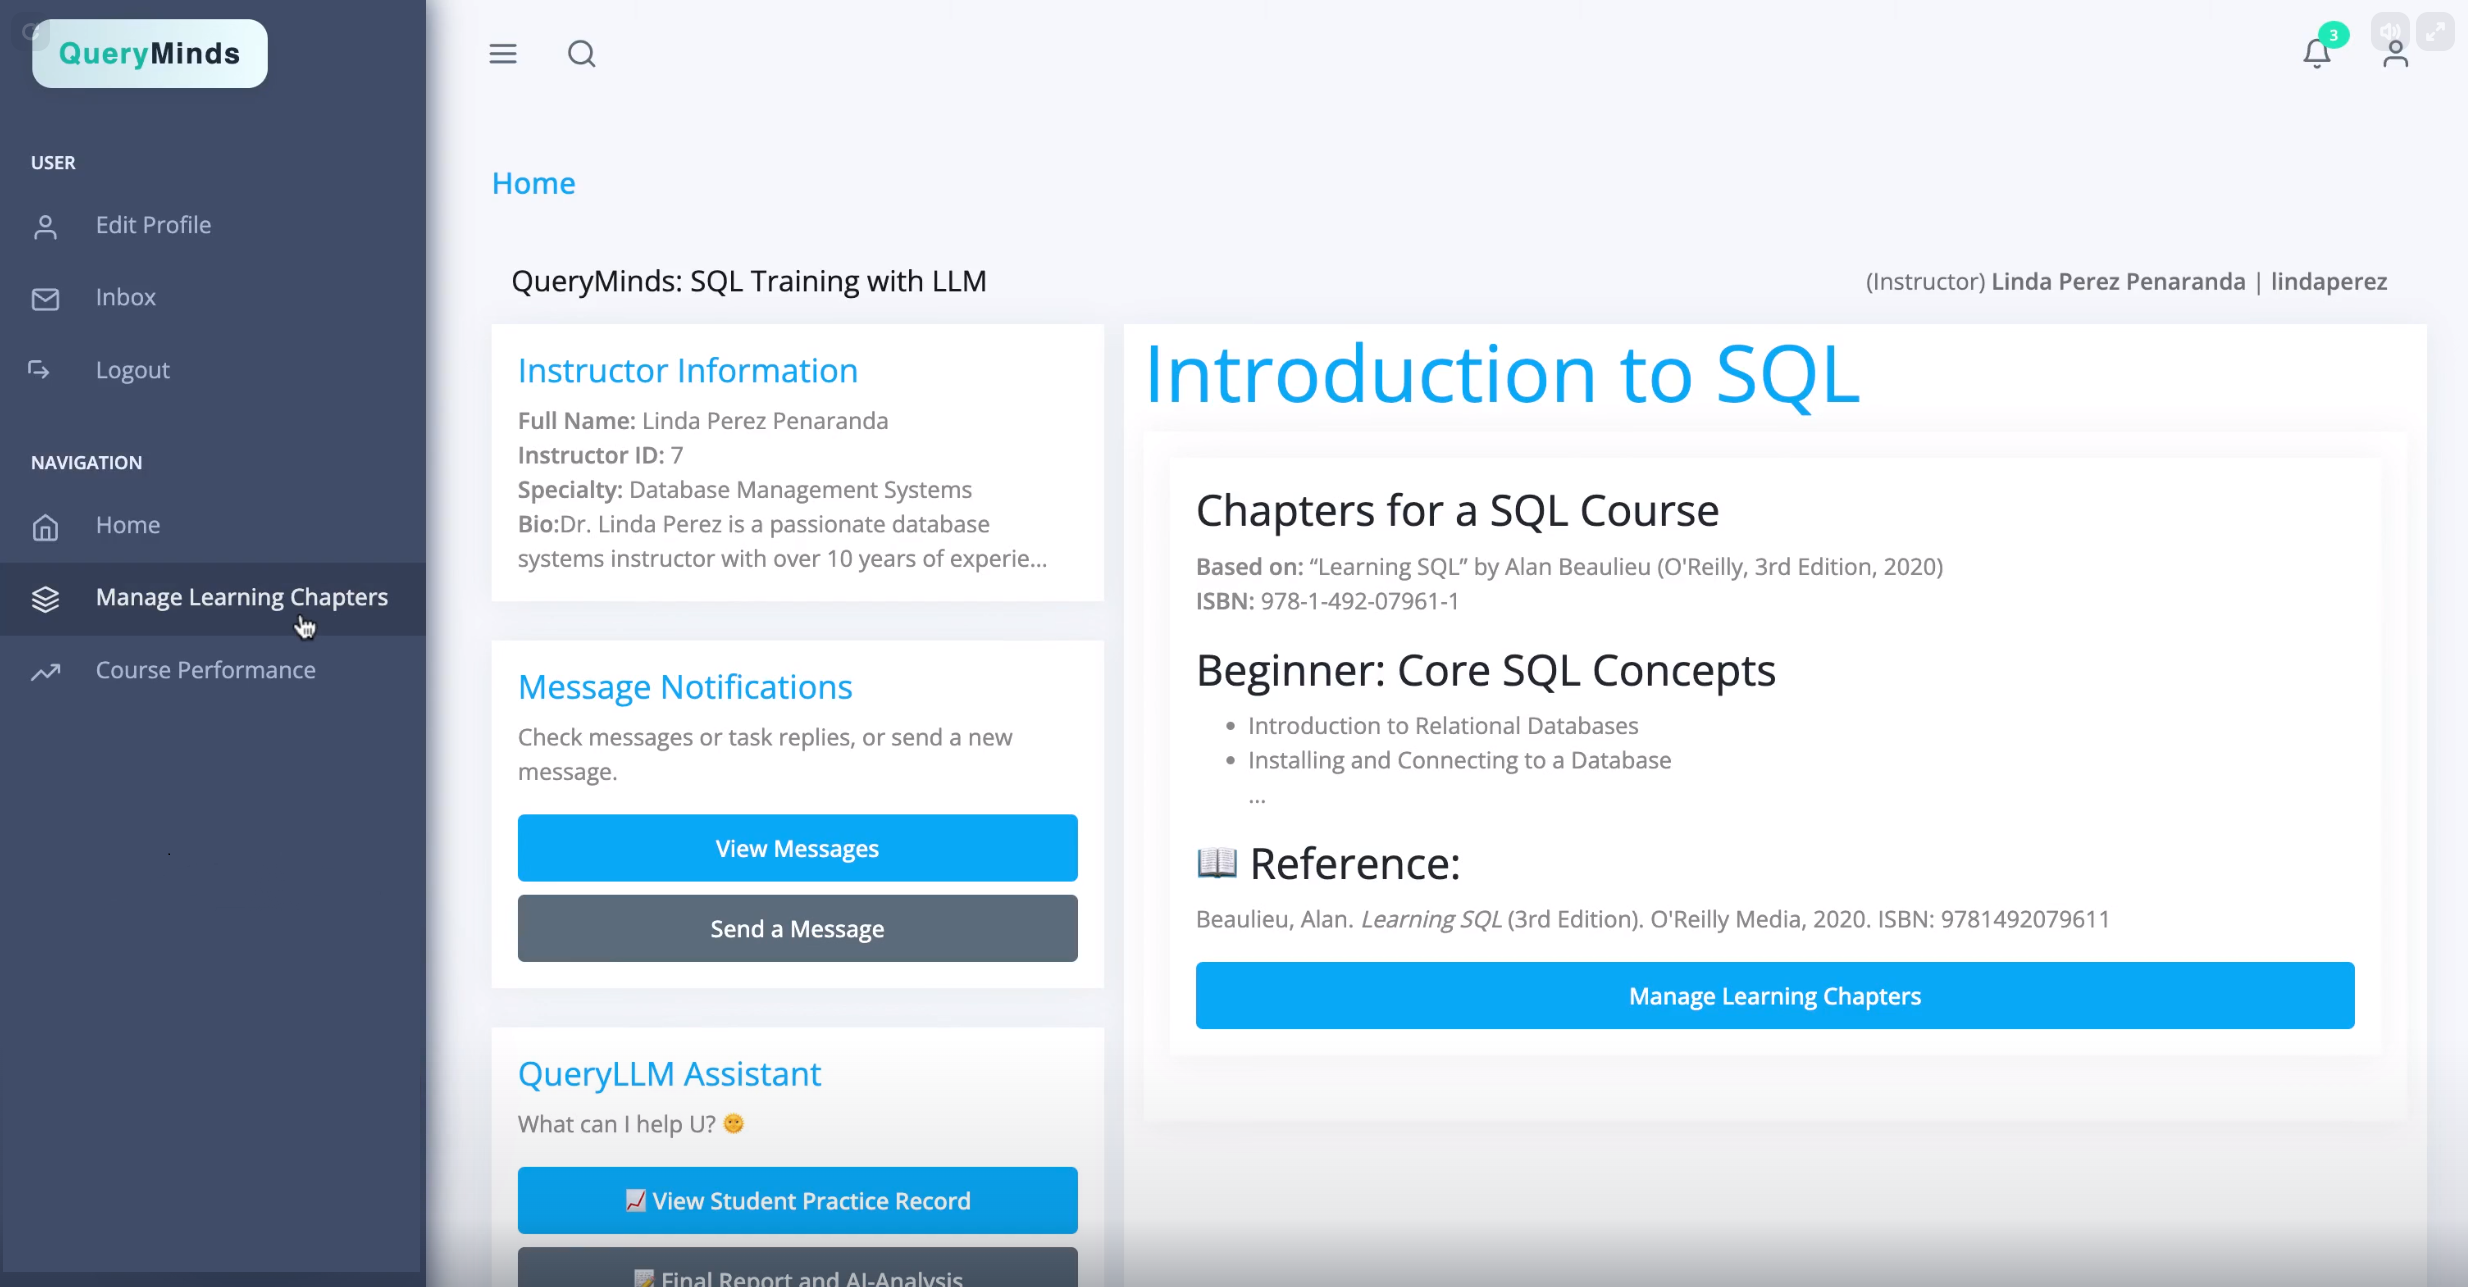 QueryMinds
3
USER
Edit Profile
Inbox
Logout
NAVIGATION
Home
Manage Learning Chapters
Course Performance
Home
QueryMinds: SQL Training with LLM
(Instructor) Linda Perez Penaranda | lindaperez
Instructor Information
Full Name: Linda Perez Penaranda
Instructor ID: 7
Specialty: Database Management Systems
Bio:Dr. Linda Perez is a passionate database
systems instructor with over 10 years of experie...
Message Notifications
Check messages or task replies, or send a new
message.
View Messages
Send a Message
QueryLLM Assistant
What can I help U? 🙂
📈 View Student Practice Record
📝 Final Report and AI-Analysis
Introduction to SQL
Chapters for a SQL Course
Based on: “Learning SQL” by Alan Beaulieu (O'Reilly, 3rd Edition, 2020)
ISBN: 978-1-492-07961-1
Beginner: Core SQL Concepts
• Introduction to Relational Databases
• Installing and Connecting to a Database
...
📖 Reference:
Beaulieu, Alan. Learning SQL (3rd Edition). O'Reilly Media, 2020. ISBN: 9781492079611
Manage Learning Chapters